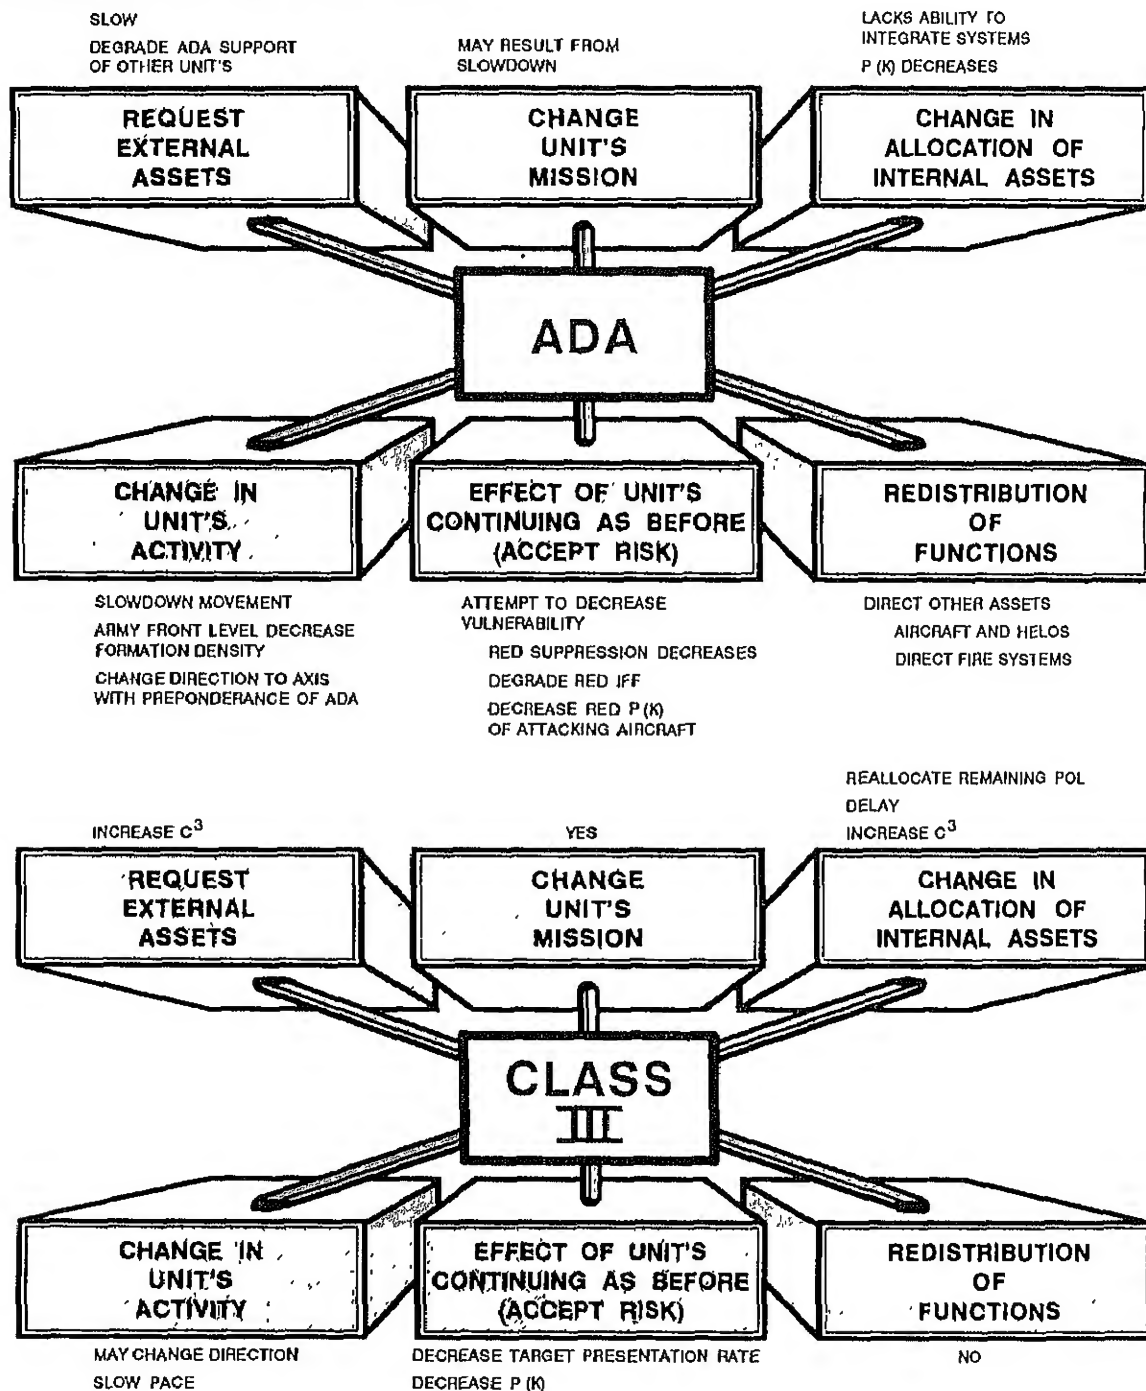 SLOW
DEGRADE ADA SUPPORT
OF OTHER UNIT'S
MAY RESULT FROM
SLOWDOWN
LACKS ABILITY TO
INTEGRATE SYSTEMS
P (K) DECREASES
REQUEST
EXTERNAL
ASSETS
CHANGE
UNIT'S
MISSION
CHANGE IN
ALLOCATION OF
INTERNAL ASSETS
ADA
CHANGE IN
UNIT'S
ACTIVITY
EFFECT OF UNIT'S
CONTINUING AS BEFORE
(ACCEPT RISK)
REDISTRIBUTION
OF
FUNCTIONS
SLOWDOWN MOVEMENT
ARMY FRONT LEVEL DECREASE
FORMATION DENSITY
CHANGE DIRECTION TO AXIS
WITH PREPONDERANCE OF ADA
ATTEMPT TO DECREASE
VULNERABILITY
RED SUPPRESSION DECREASES
DEGRADE RED IFF
DECREASE RED P (K)
OF ATTACKING AIRCRAFT
DIRECT OTHER ASSETS
AIRCRAFT AND HELOS
DIRECT FIRE SYSTEMS
INCREASE C³
YES
REALLOCATE REMAINING POL
DELAY
INCREASE C³
REQUEST
EXTERNAL
ASSETS
CHANGE
UNIT'S
MISSION
CHANGE IN
ALLOCATION OF
INTERNAL ASSETS
CLASS
III
CHANGE IN
UNIT'S
ACTIVITY
EFFECT OF UNIT'S
CONTINUING AS BEFORE
(ACCEPT RISK)
REDISTRIBUTION
OF
FUNCTIONS
MAY CHANGE DIRECTION
SLOW PACE
DECREASE TARGET PRESENTATION RATE
DECREASE P (K)
NO